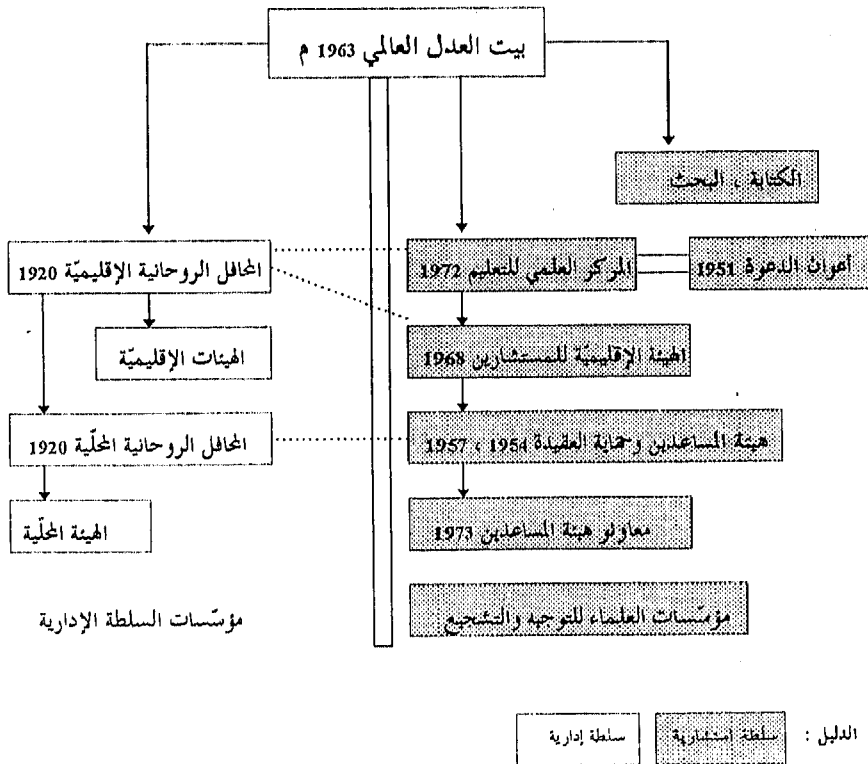 بيت العدل العالمي 1963 م
الكتابة ، البحث
المحافل الروحانية الإقليميّة 1920
المركز العلمي للتعليم 1972
أعوان الدعوة 1951
الهيئات الإقليميّة
الهيئة الإقليميّة للمستشارين 1968
المحافل الروحانية المحلّية 1920
هيئة المساعدين وحماية العقيدة 1954 ، 1957
الهيئة المحلّية
معاونو هيئة المساعدين 1973
مؤسّسات السلطة الإدارية
مؤسّسات العلماء للتوجيه والتشجيع
الدليل :
سلطة استشارية
سلطة إدارية